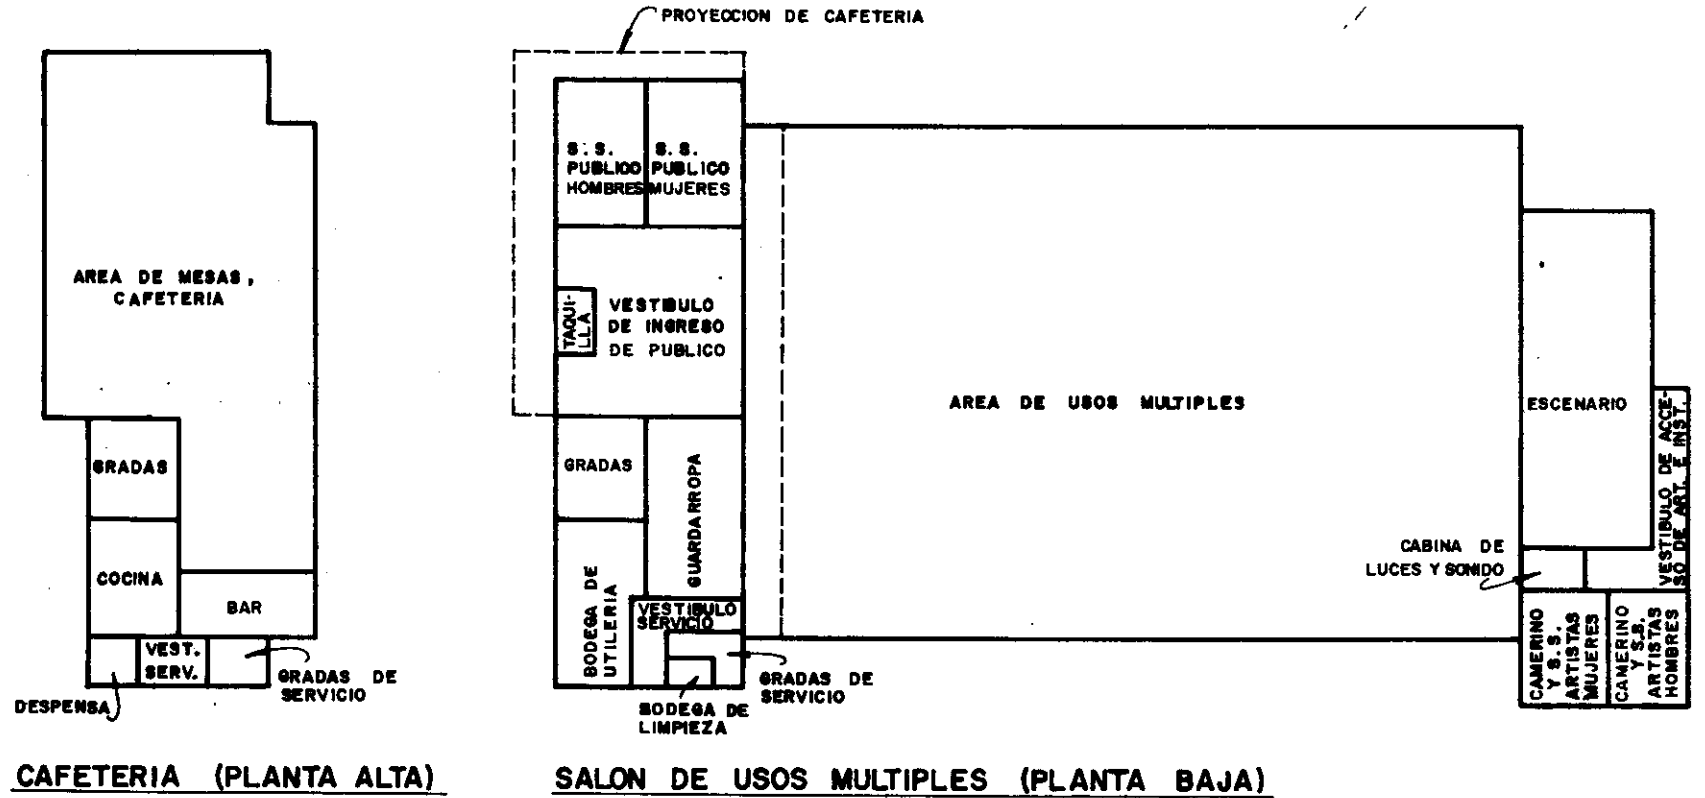 PROYECCION DE CAFETERIA
S.S.
PUBLICO
HOMBRES
S.S.
PUBLICO
MUJERES
AREA DE MESAS,
CAFETERIA
TAQUI-
LLA
VESTIBULO
DE INGRESO
DE PUBLICO
AREA DE USOS MULTIPLES
ESCENARIO
VESTIBULO DE ACCE-
SO DE ART. E INST.
GRADAS
GRADAS
GUARDARROPA
COCINA
BAR
BODEGA DE
UTILERIA
CABINA DE
LUCES Y SONIDO
VESTIBULO
SERVICIO
VEST.
SERV.
GRADAS DE
SERVICIO
DESPENSA
GRADAS DE
SERVICIO
BODEGA DE
LIMPIEZA
CAMERINO
Y S.S.
ARTISTAS
MUJERES
CAMERINO
Y S.S.
ARTISTAS
HOMBRES
CAFETERIA (PLANTA ALTA)
SALON DE USOS MULTIPLES (PLANTA BAJA)